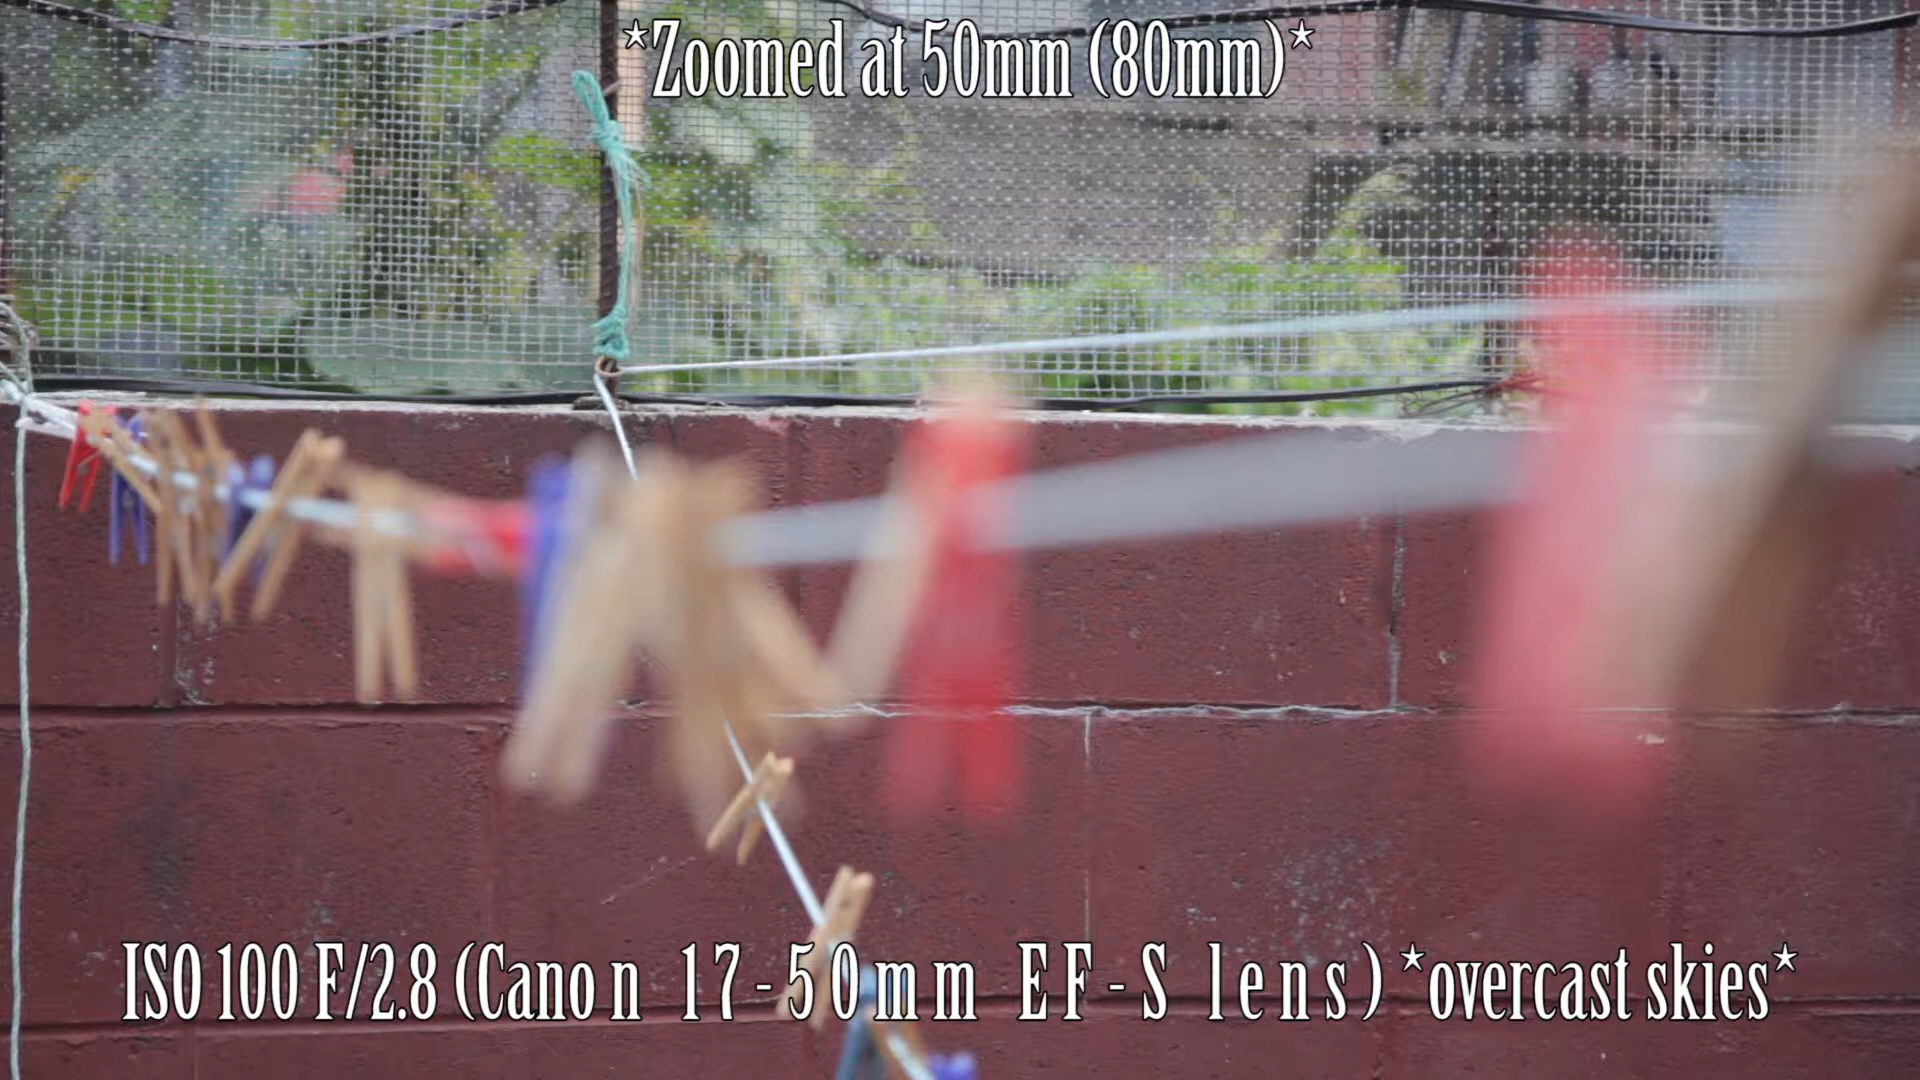 *Zoomed at 50mm (80mm)*
ISO 100 F/2.8 (Canon 17-50mm EF-S lens) *overcast skies*